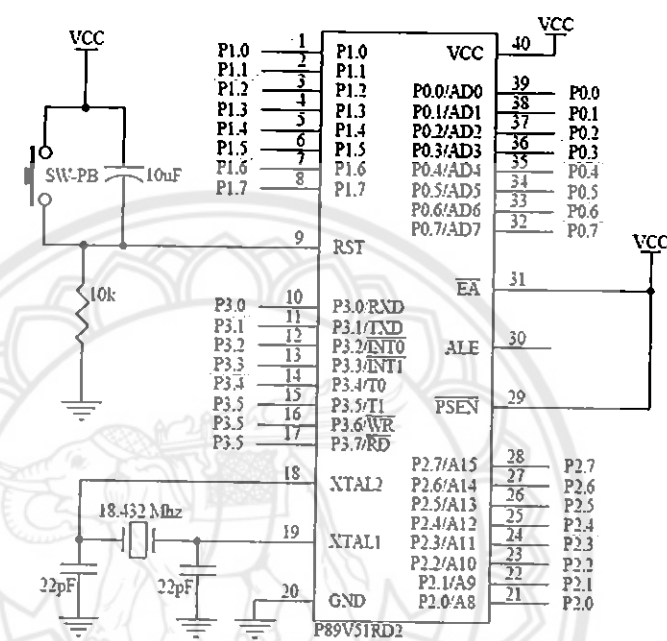 VCC
VCC
P1.0 1 P1.0 VCC 40
P1.1 2 P1.1
P1.2 3 P1.2 P0.0/AD0 39 P0.0
P1.3 4 P1.3 P0.1/AD1 38 P0.1
P1.4 5 P1.4 P0.2/AD2 37 P0.2
P1.5 6 P1.5 P0.3/AD3 36 P0.3
P1.6 7 P1.6 P0.4/AD4 35 P0.4
P1.7 8 P1.7 P0.5/AD5 34 P0.5
SW-PB 10uF
P0.6/AD6 33 P0.6
P0.7/AD7 32 P0.7
9 RST
VCC
EA 31
10k
P3.0 10 P3.0/RXD
P3.1 11 P3.1/TXD
P3.2 12 P3.2/INT0 ALE 30
P3.3 13 P3.3/INT1
P3.4 14 P3.4/T0
P3.5 15 P3.5/T1 PSEN 29
P3.5 16 P3.6/WR
P3.5 17 P3.7/RD
P2.7/A15 28 P2.7
18 XTAL2 P2.6/A14 27 P2.6
P2.5/A13 26 P2.5
18.432 Mhz
P2.4/A12 25 P2.4
19 XTAL1 P2.3/A11 24 P2.3
P2.2/A10 23 P2.2
22pF 22pF
P2.1/A9 22 P2.1
20 GND P2.0/A8 21 P2.0
P89V51RD2